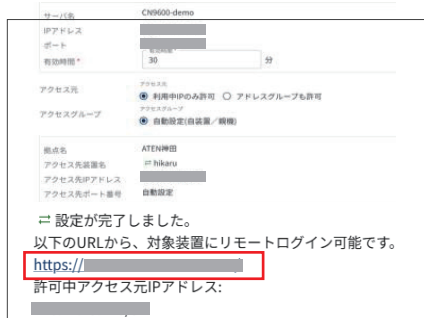 サーバ名 CN9600-demo
IPアドレス
ポート
有効時間* 有効時間* 30 分
アクセス元 アクセス元
利用中IPのみ許可 アドレスグループも許可
アクセスグループ アクセスグループ
自動設定(自装置/親機)
拠点名 ATEN神田
アクセス先装置名 hikaru
アクセス先IPアドレス
アクセス先ポート番号 自動設定
設定が完了しました。
以下のURLから、対象装置にリモートログイン可能です。
https://
許可中アクセス元IPアドレス: